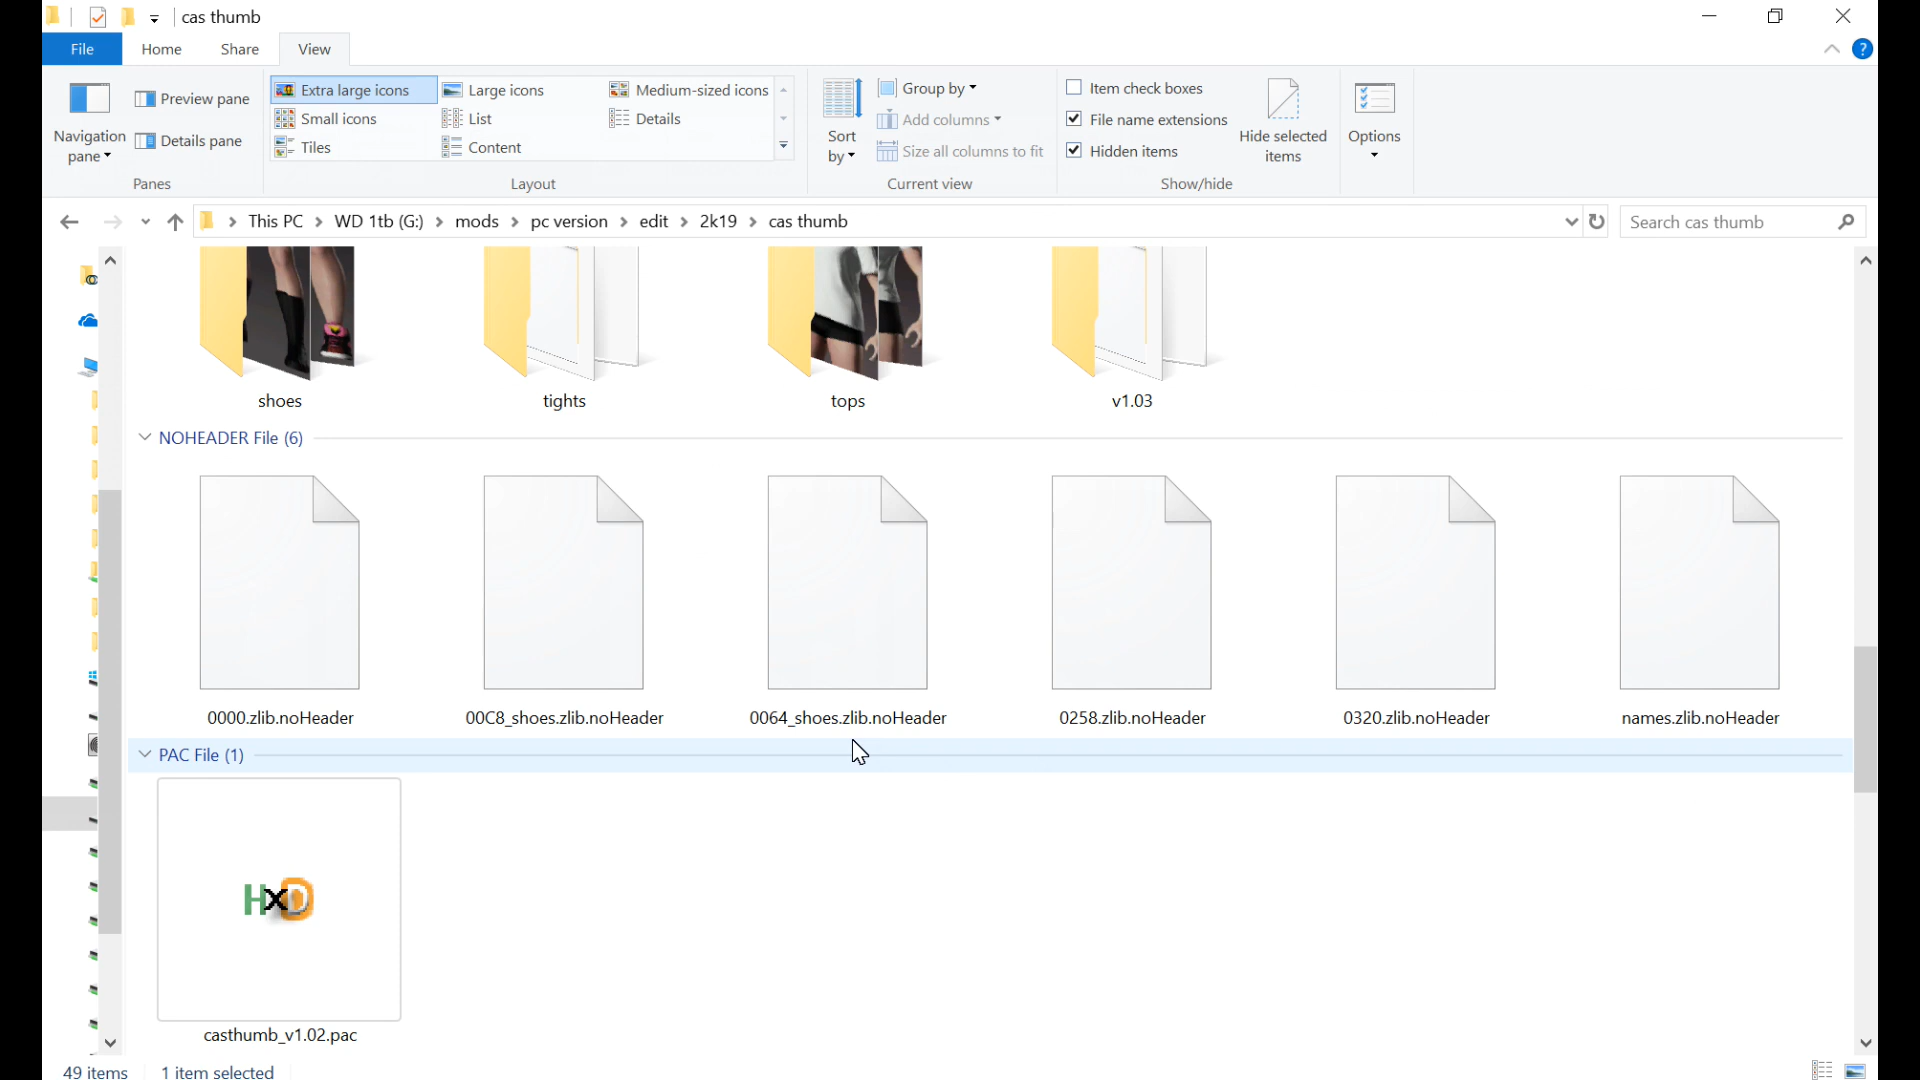 cas thumb
File Home Share View
Navigation pane
Preview pane
Details pane
Panes
Extra large icons Large icons Medium-sized icons
Small icons List Details
Tiles Content
Layout
Sort by
Group by
Add columns
Size all columns to fit
Current view
Item check boxes
File name extensions
Hidden items
Hide selected items
Show/hide
Options
This PC > WD 1tb (G:) > mods > pc version > edit > 2k19 > cas thumb
Search cas thumb
shoes tights tops v1.03
NOHEADER File (6)
0000.zlib.noHeader 00C8_shoes.zlib.noHeader 0064_shoes.zlib.noHeader 0258.zlib.noHeader 0320.zlib.noHeader names.zlib.noHeader
PAC File (1)
HxD
casthumb_v1.02.pac
49 items 1 item selected